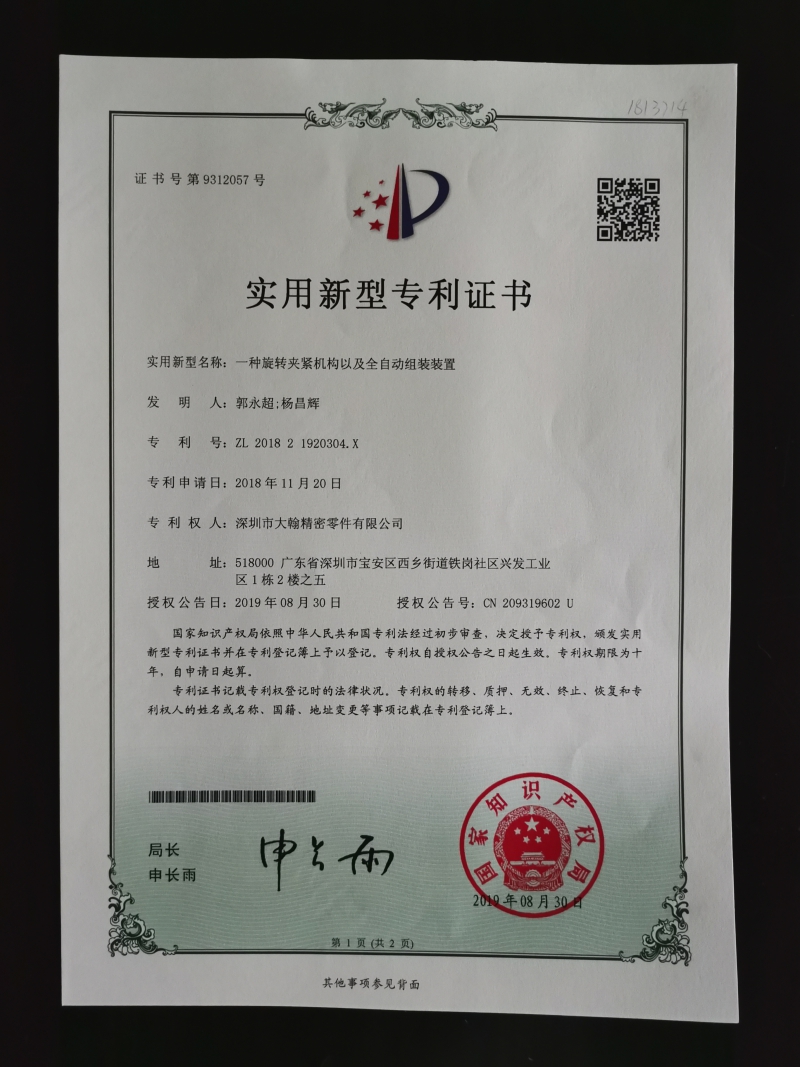 1813714
证书号第9312057号
实用新型专利证书
实用新型名称：一种旋转夹紧机构以及全自动组装装置
发明人：郭永超;杨昌辉
专利号：ZL 2018 2 1920304.X
专利申请日：2018年11月20日
专利权人：深圳市大翰精密零件有限公司
地址：518000 广东省深圳市宝安区西乡街道铁岗社区兴发工业
区1栋2楼之五
授权公告日：2019年08月30日 授权公告号：CN 209319602 U
国家知识产权局依照中华人民共和国专利法经过初步审查，决定授予专利权，颁发实用
新型专利证书并在专利登记簿上予以登记。专利权自授权公告之日起生效。专利权期限为十
年，自申请日起算。
专利证书记载专利权登记时的法律状况。专利权的转移、质押、无效、终止、恢复和专
利权人的姓名或名称、国籍、地址变更等事项记载在专利登记簿上。
局长
申长雨
申长雨
国家知识产权局
2019年08月30日
第1页(共2页)
其他事项参见背面